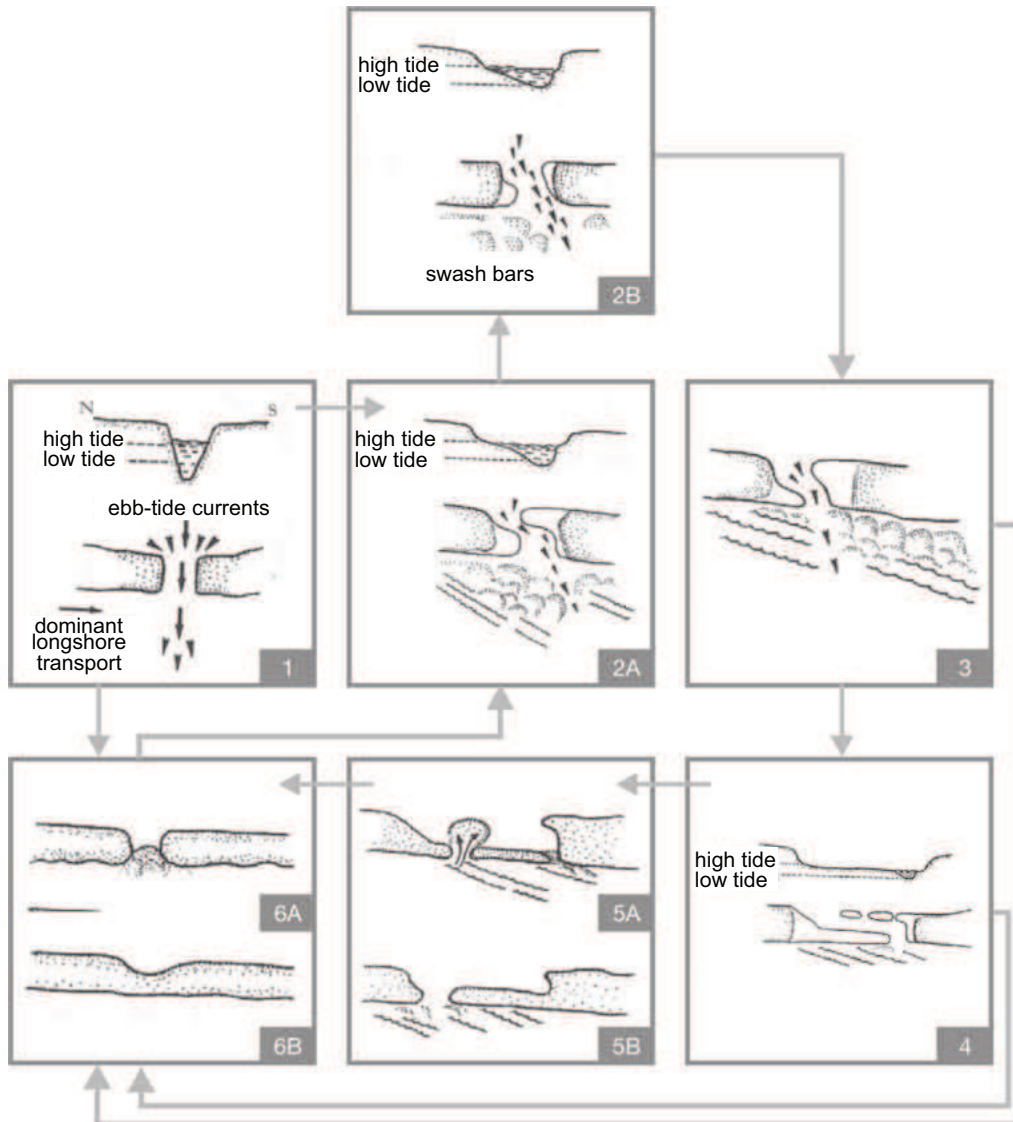 high tide
low tide
swash bars
2B
N
S
high tide
low tide
ebb-tide currents
dominant
longshore
transport
1
high tide
low tide
2A
3
6A
6B
5A
5B
high tide
low tide
4